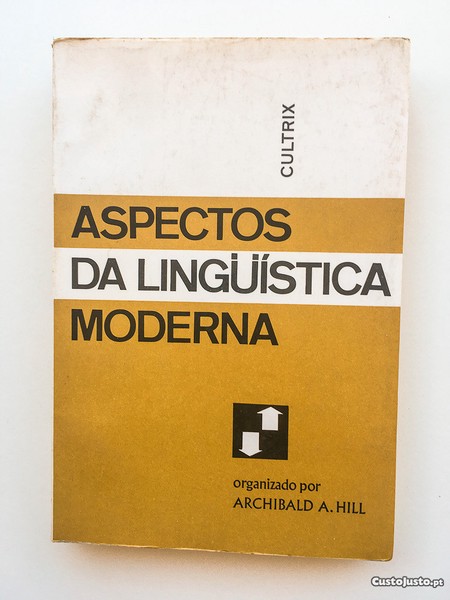 CULTRIX
ASPECTOS
DA LINGÜÍSTICA
MODERNA
organizado por
ARCHIBALD A. HILL
CustoJusto.pt